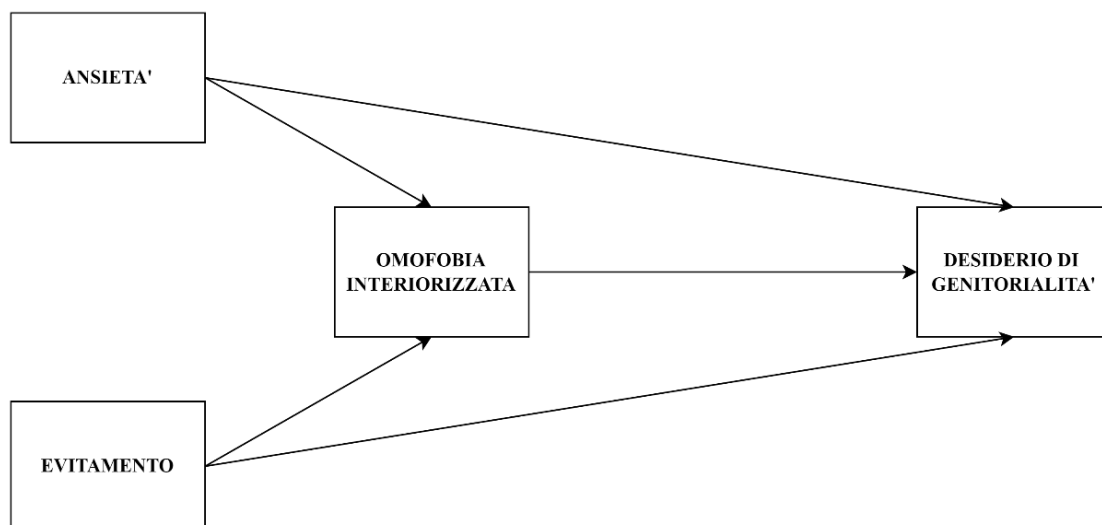 ANSIETA'
OMOFOBIA
INTERIORIZZATA
DESIDERIO DI
GENITORIALITA'
EVITAMENTO